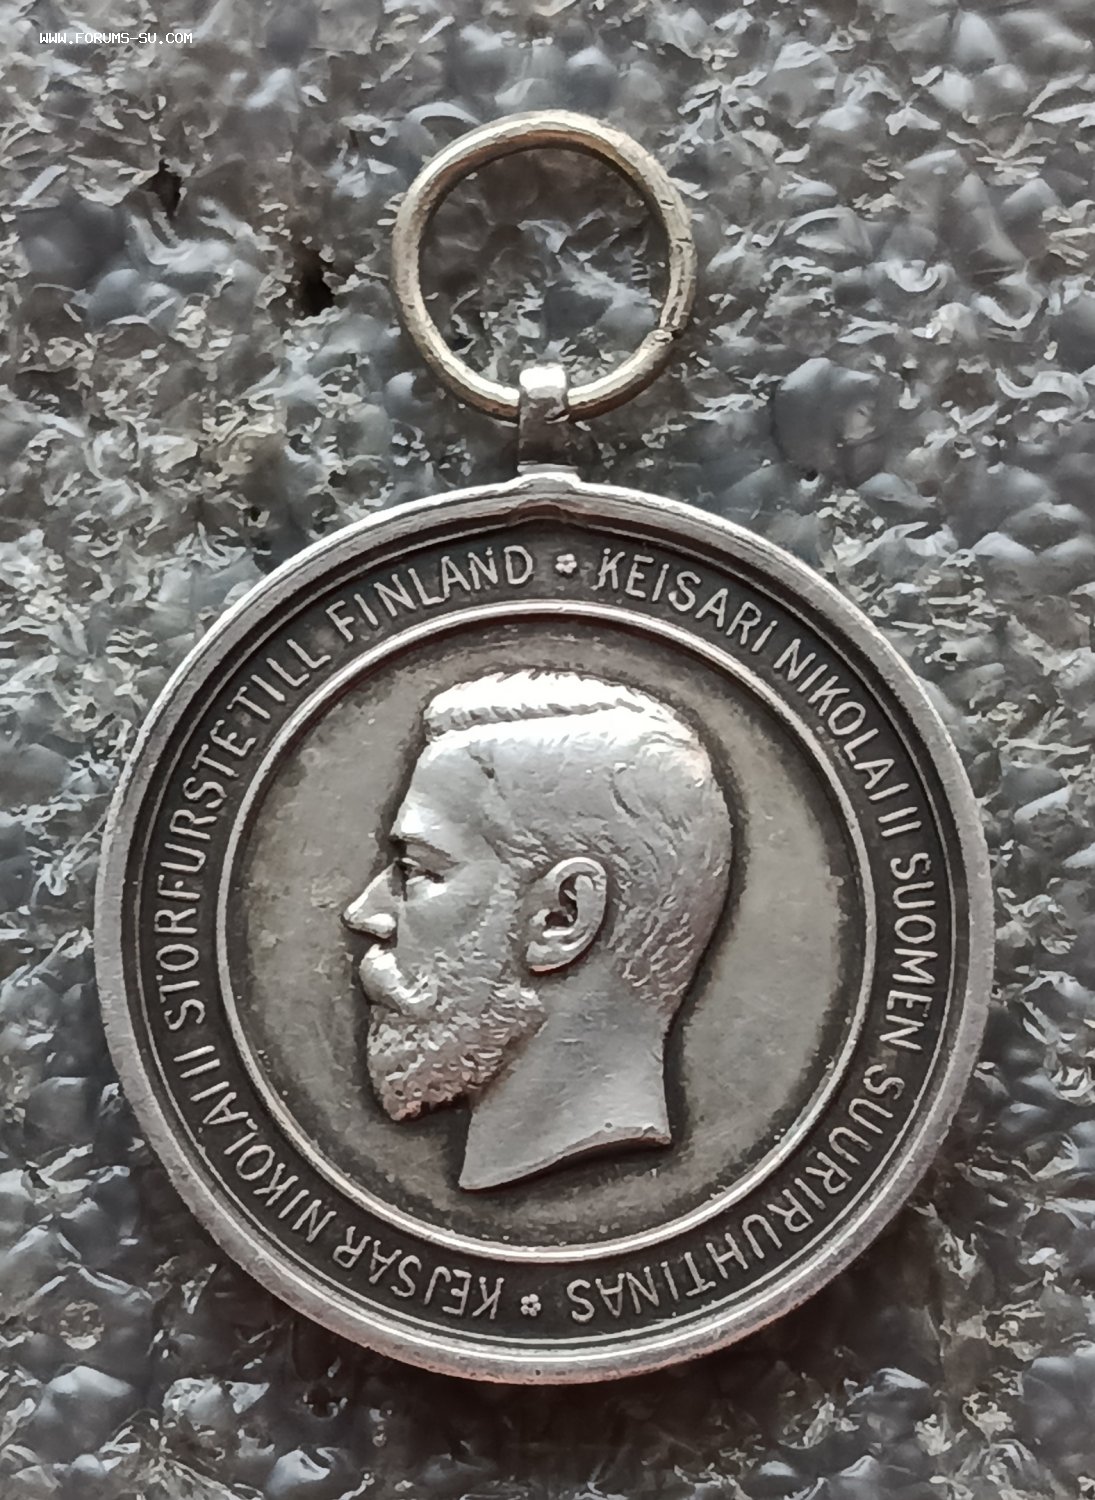 WWW.FORUMS-SU.COM
KEISARI NIKOLAI II SUOMEN SUURIRUHTINAS
KEJSAR NIKOLAI II STORFURSTE TILL FINLAND